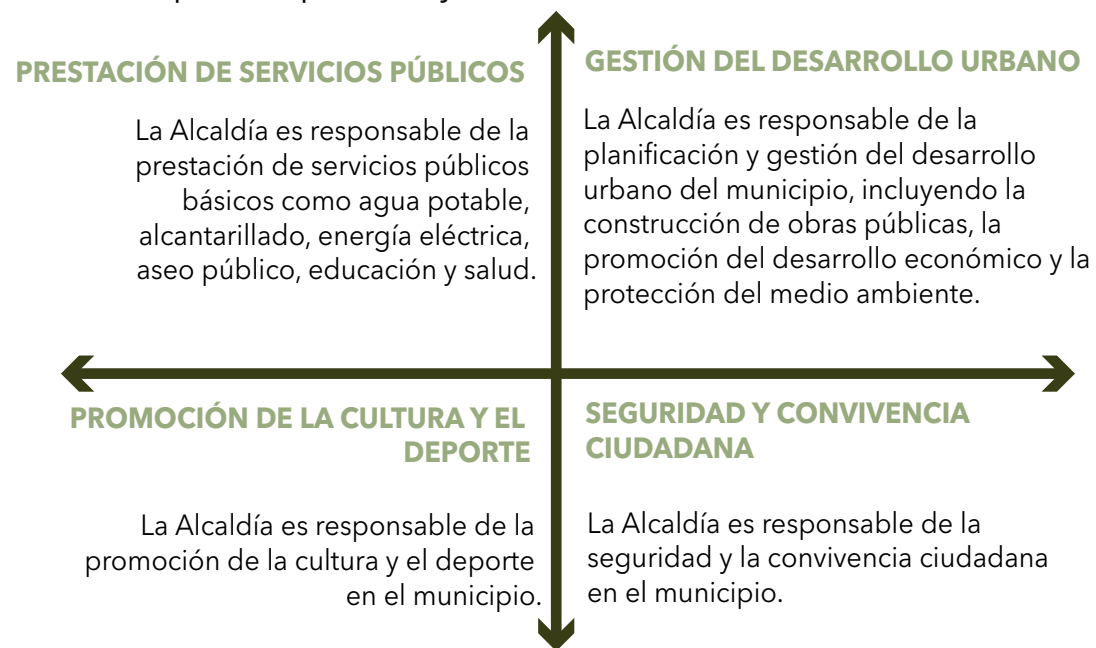 PRESTACIÓN DE SERVICIOS PÚBLICOS
La Alcaldía es responsable de la
prestación de servicios públicos
básicos como agua potable,
alcantarillado, energía eléctrica,
aseo público, educación y salud.
GESTIÓN DEL DESARROLLO URBANO
La Alcaldía es responsable de la
planificación y gestión del desarrollo
urbano del municipio, incluyendo la
construcción de obras públicas, la
promoción del desarrollo económico y la
protección del medio ambiente.
PROMOCIÓN DE LA CULTURA Y EL
DEPORTE
La Alcaldía es responsable de la
promoción de la cultura y el deporte
en el municipio.
SEGURIDAD Y CONVIVENCIA
CIUDADANA
La Alcaldía es responsable de la
seguridad y la convivencia ciudadana
en el municipio.